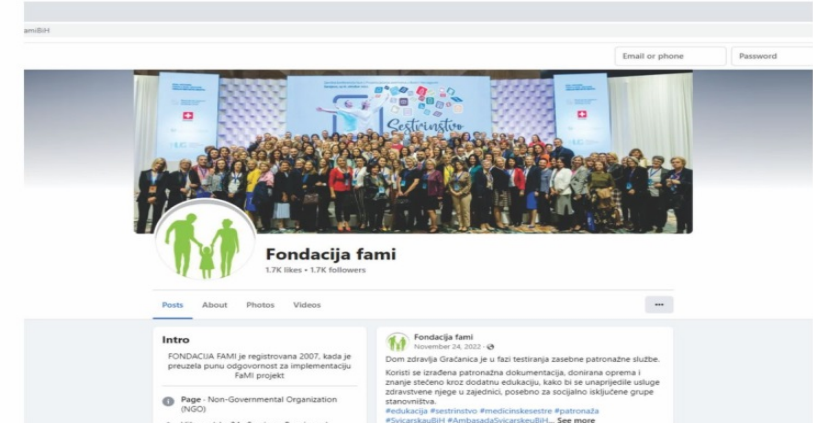 amiBiH
Email or phone
Password
Sestrinstvo
Fondacija fami
1.7K likes • 1.7K followers
Posts About Photos Videos
Intro
FONDACIJA FAMI je registrovana 2007, kada je
preuzela punu odgovornost za implementaciju
FaMI projekt
Page · Non-Governmental Organization
(NGO)
Fondacija fami
November 24, 2022 ·
Dom zdravlja Gračanica je u fazi testiranja zasebne patronažne službe.
Koristi se izrađena patronažna dokumentacija, donirana oprema i
znanje stečeno kroz dodatnu edukaciju, kako bi se unaprijedile usluge
zdravstvene njege u zajednici, posebno za socijalno isključene grupe
stanovništva.
#edukacija #sestrinstvo #medicinskesestre #patronaža
#ŠvicarskauBiH #AmbasadaŠvicarskeuBiH... See more